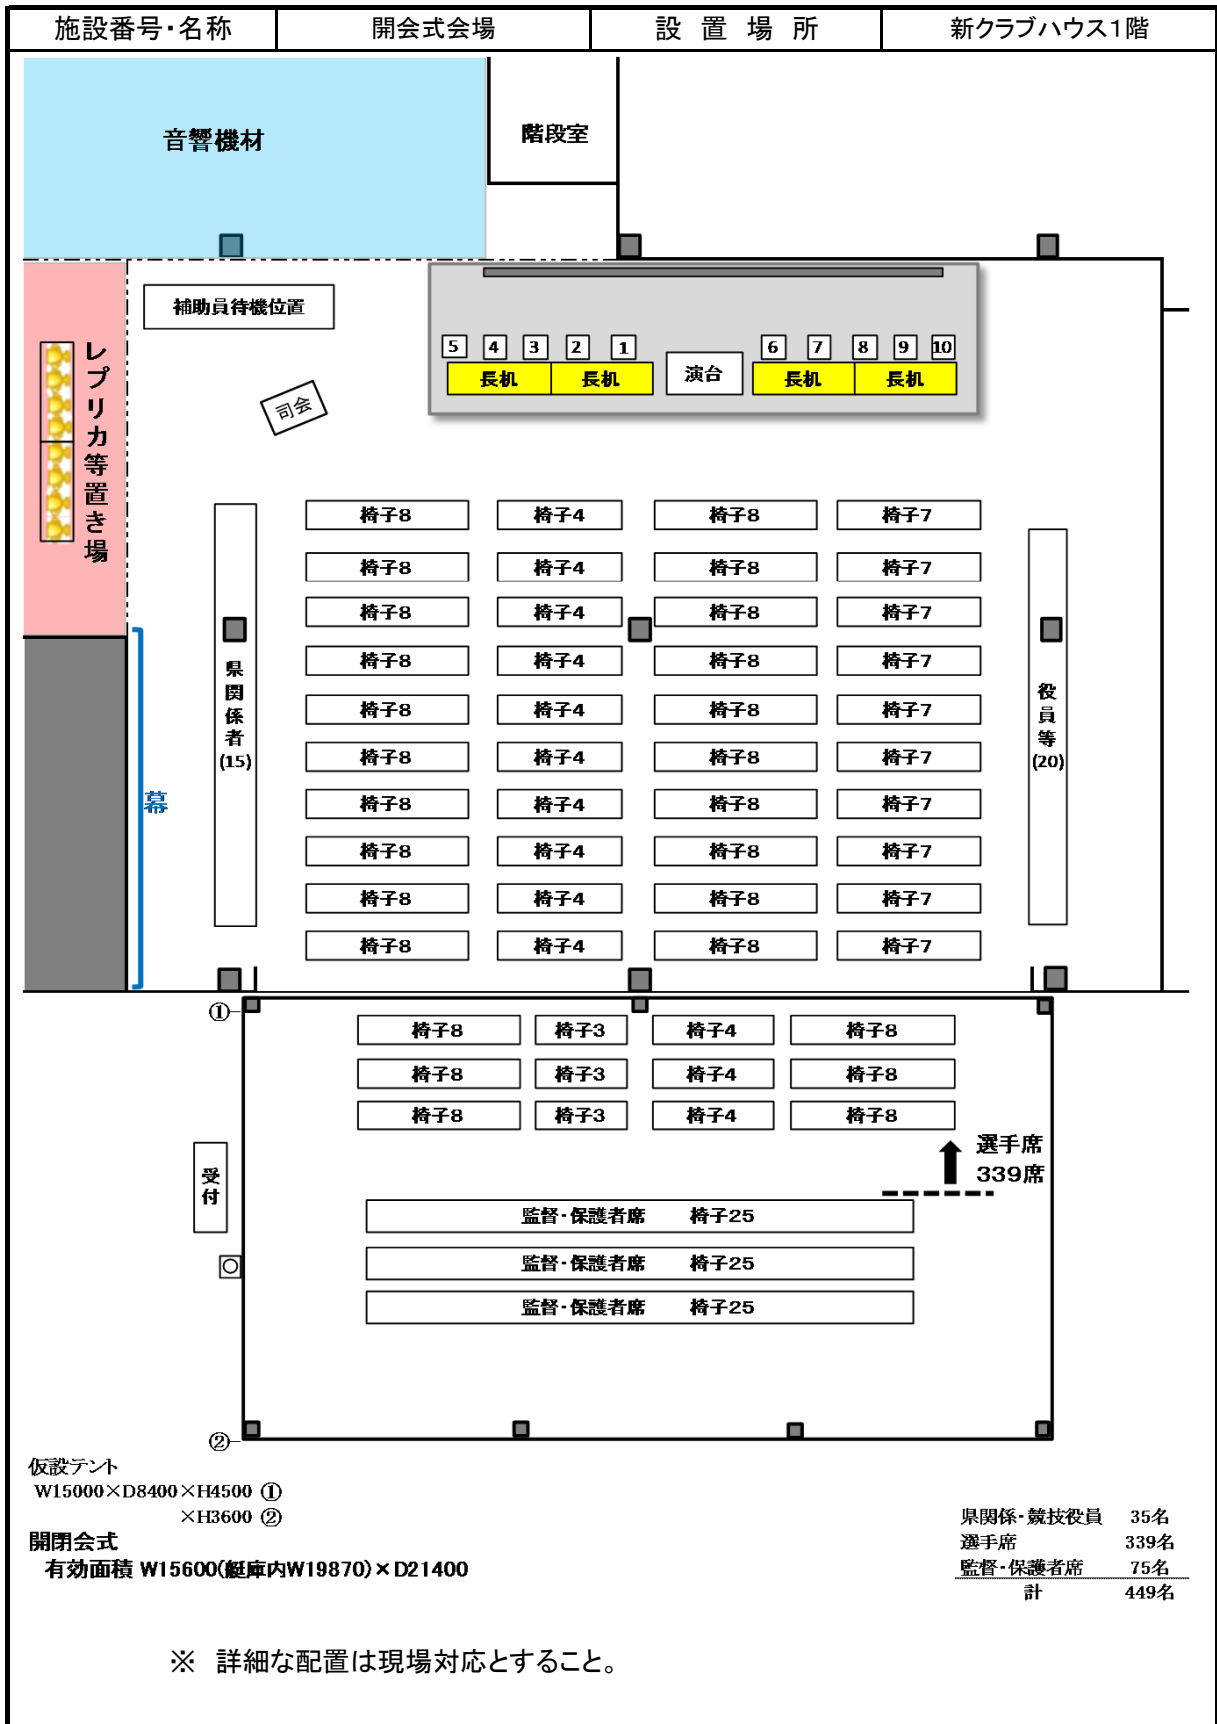 施設番号・名称 開会式会場 設置場所 新クラブハウス1階
音響機材
階段室
補助員待機位置
レプリカ等置き場
司会
5 4 3 2 1 6 7 8 9 10
長机 長机 演台 長机 長机
椅子8 椅子4 椅子8 椅子7
椅子8 椅子4 椅子8 椅子7
椅子8 椅子4 椅子8 椅子7
椅子8 椅子4 椅子8 椅子7
椅子8 椅子4 椅子8 椅子7
椅子8 椅子4 椅子8 椅子7
椅子8 椅子4 椅子8 椅子7
椅子8 椅子4 椅子8 椅子7
椅子8 椅子4 椅子8 椅子7
椅子8 椅子4 椅子8 椅子7
県関係者(15)
役員等(20)
幕
①
椅子8 椅子3 椅子4 椅子8
椅子8 椅子3 椅子4 椅子8
椅子8 椅子3 椅子4 椅子8
選手席
339席
受付
監督・保護者席 椅子25
監督・保護者席 椅子25
監督・保護者席 椅子25
②
仮設テント
W15000×D8400×H4500 ①
×H3600 ②
開閉会式
有効面積 W15600(艇庫内W19870)×D21400
県関係・競技役員 35名
選手席 339名
監督・保護者席 75名
計 449名
※ 詳細な配置は現場対応とすること。